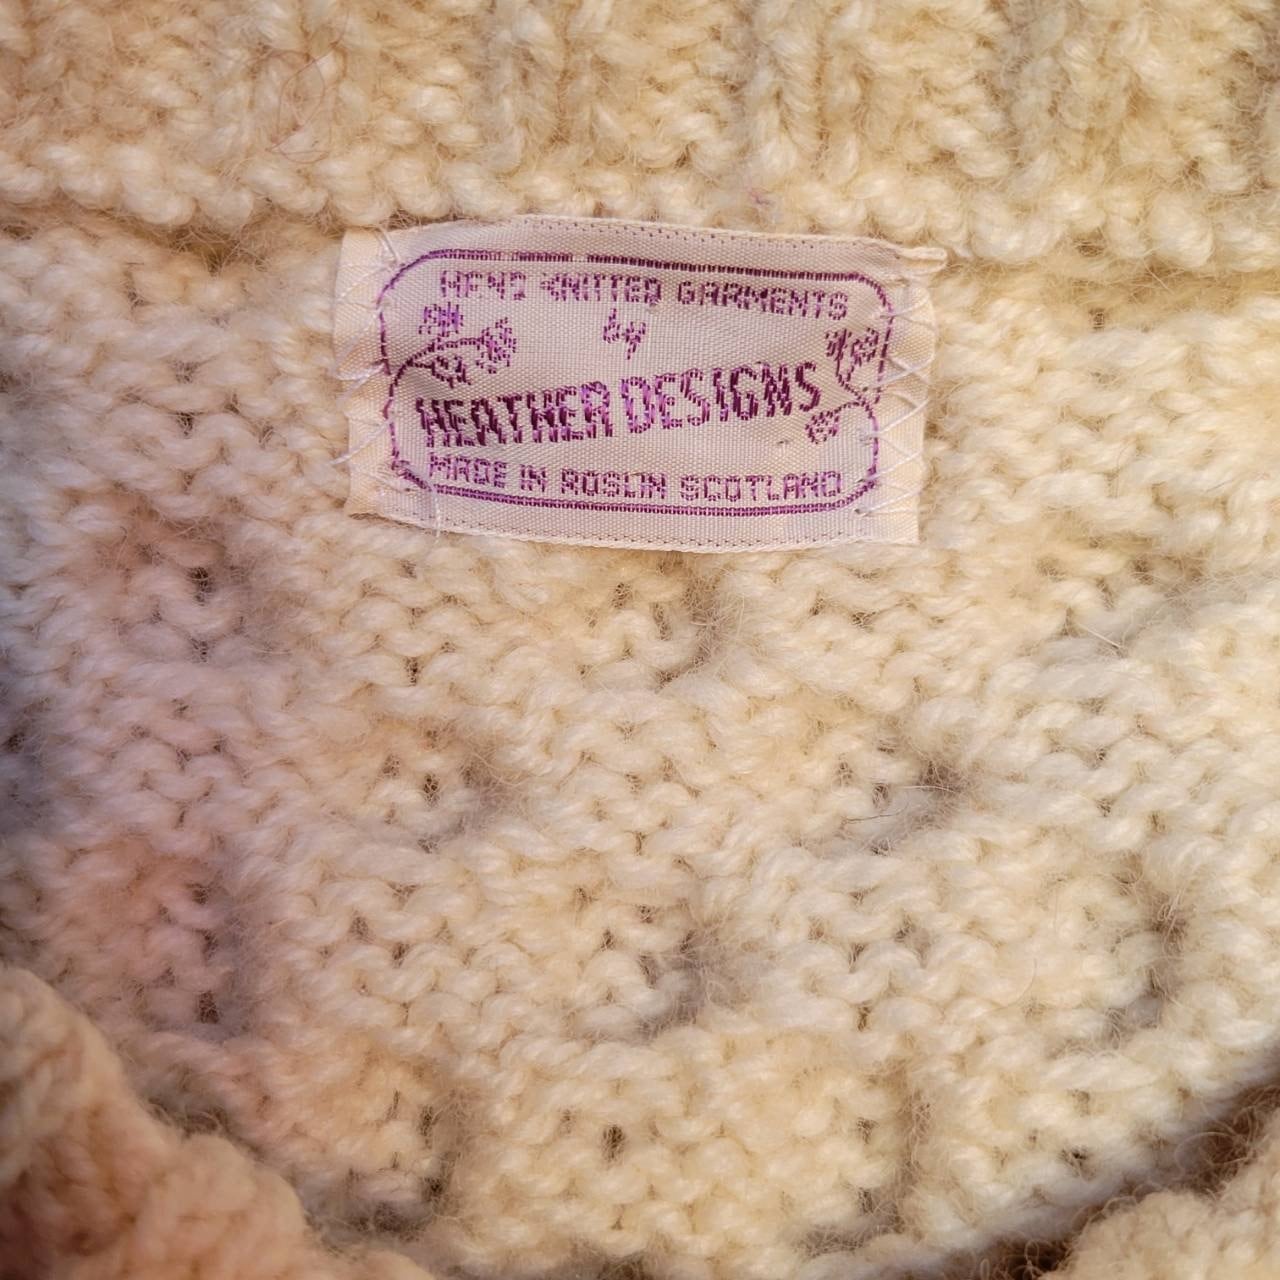 HAND KNITTED GARMENTS
by
HEATHER DESIGNS
MADE IN ROSLIN SCOTLAND